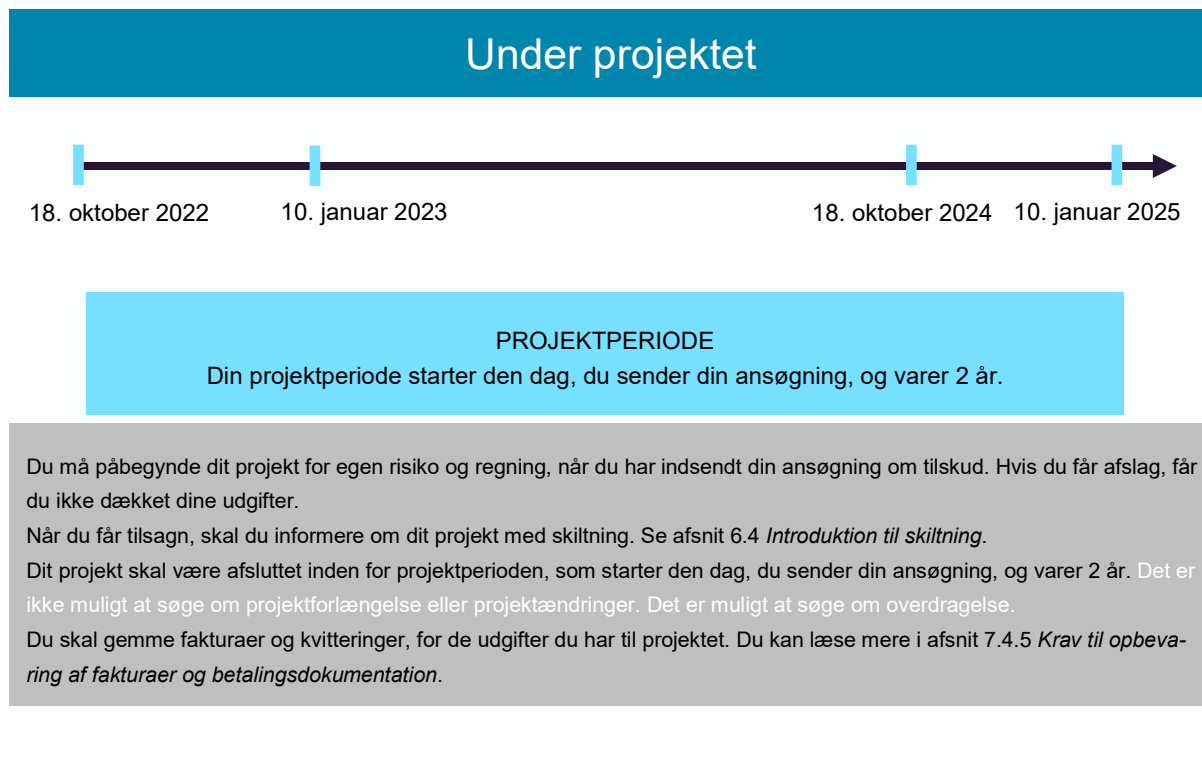 Under projektet
18. oktober 2022
10. januar 2023
18. oktober 2024
10. januar 2025
PROJEKTPERIODE
Din projektperiode starter den dag, du sender din ansøgning, og varer 2 år.
Du må påbegynde dit projekt for egen risiko og regning, når du har indsendt din ansøgning om tilskud. Hvis du får afslag, får
du ikke dækket dine udgifter.
Når du får tilsagn, skal du informere om dit projekt med skiltning. Se afsnit 6.4 Introduktion til skiltning.
Dit projekt skal være afsluttet inden for projektperioden, som starter den dag, du sender din ansøgning, og varer 2 år. Det er
ikke muligt at søge om projektforlængelse eller projektændringer. Det er muligt at søge om overdragelse.
Du skal gemme fakturaer og kvitteringer, for de udgifter du har til projektet. Du kan læse mere i afsnit 7.4.5 Krav til opbeva-
ring af fakturaer og betalingsdokumentation.